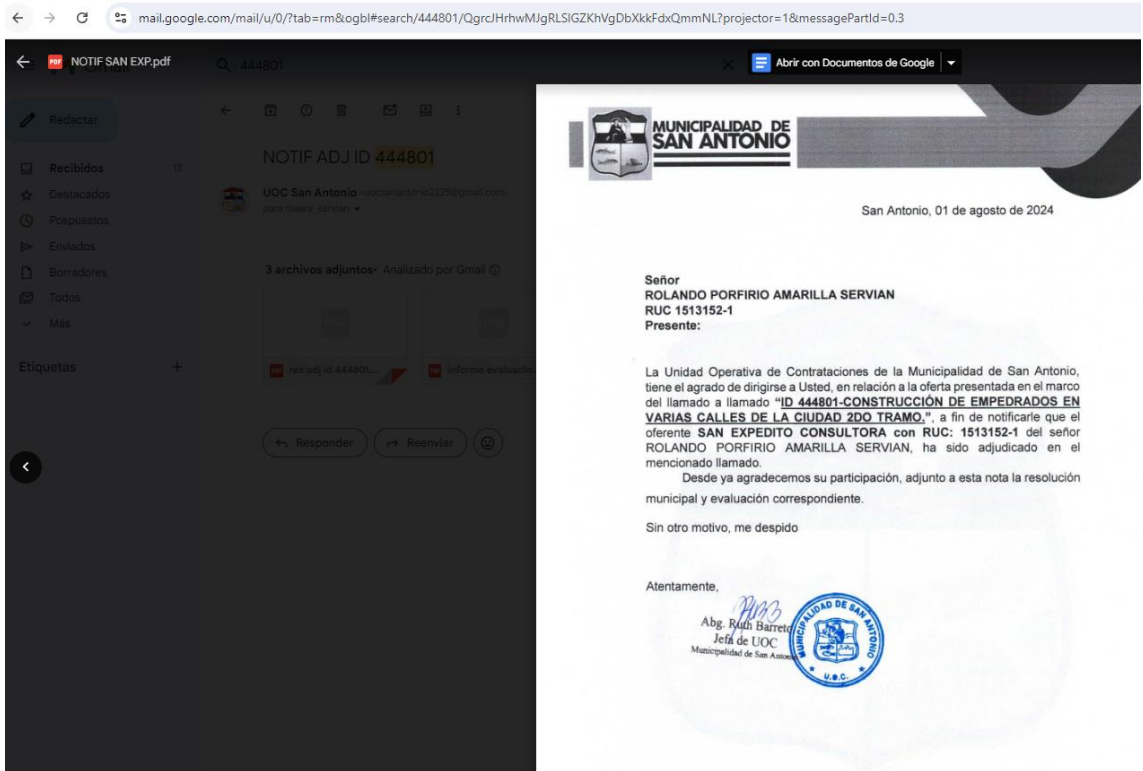 mail.google.com/mail/u/0/?tab=rm&ogbl#search/444801/QgrcJHrhwMJgRLSlGZKhVgDbXkkFdxQmmNL?projector=1&messagePartId=0.3
PDF NOTIF SAN EXP.pdf
444801
Abrir con Documentos de Google
Redactar
Recibidos 12
Destacados
Pospuestos
Enviados
Borradores
Todos
Más
Etiquetas
NOTIF ADJ ID 444801
UOC San Antonio
para
3 archivos adjuntos • Analizado por Gmail
PDF res adj id 444801...
PDF informe evaluacio...
Responder
Reenviar
MUNICIPALIDAD DE
SAN ANTONIO
San Antonio, 01 de agosto de 2024
Señor
ROLANDO PORFIRIO AMARILLA SERVIAN
RUC 1513152-1
Presente:
La Unidad Operativa de Contrataciones de la Municipalidad de San Antonio,
tiene el agrado de dirigirse a Usted, en relación a la oferta presentada en el marco
del llamado a llamado “ID 444801-CONSTRUCCIÓN DE EMPEDRADOS EN
VARIAS CALLES DE LA CIUDAD 2DO TRAMO.”, a fin de notificarle que el
oferente SAN EXPEDITO CONSULTORA con RUC: 1513152-1 del señor
ROLANDO PORFIRIO AMARILLA SERVIAN, ha sido adjudicado en el
mencionado llamado.
Desde ya agradecemos su participación, adjunto a esta nota la resolución
municipal y evaluación correspondiente.
Sin otro motivo, me despido
Atentamente,
Abg. Ruth Barreto
Jefa de UOC
Municipalidad de San Antonio
MUNICIPALIDAD DE SAN ANTONIO
U.O.C.